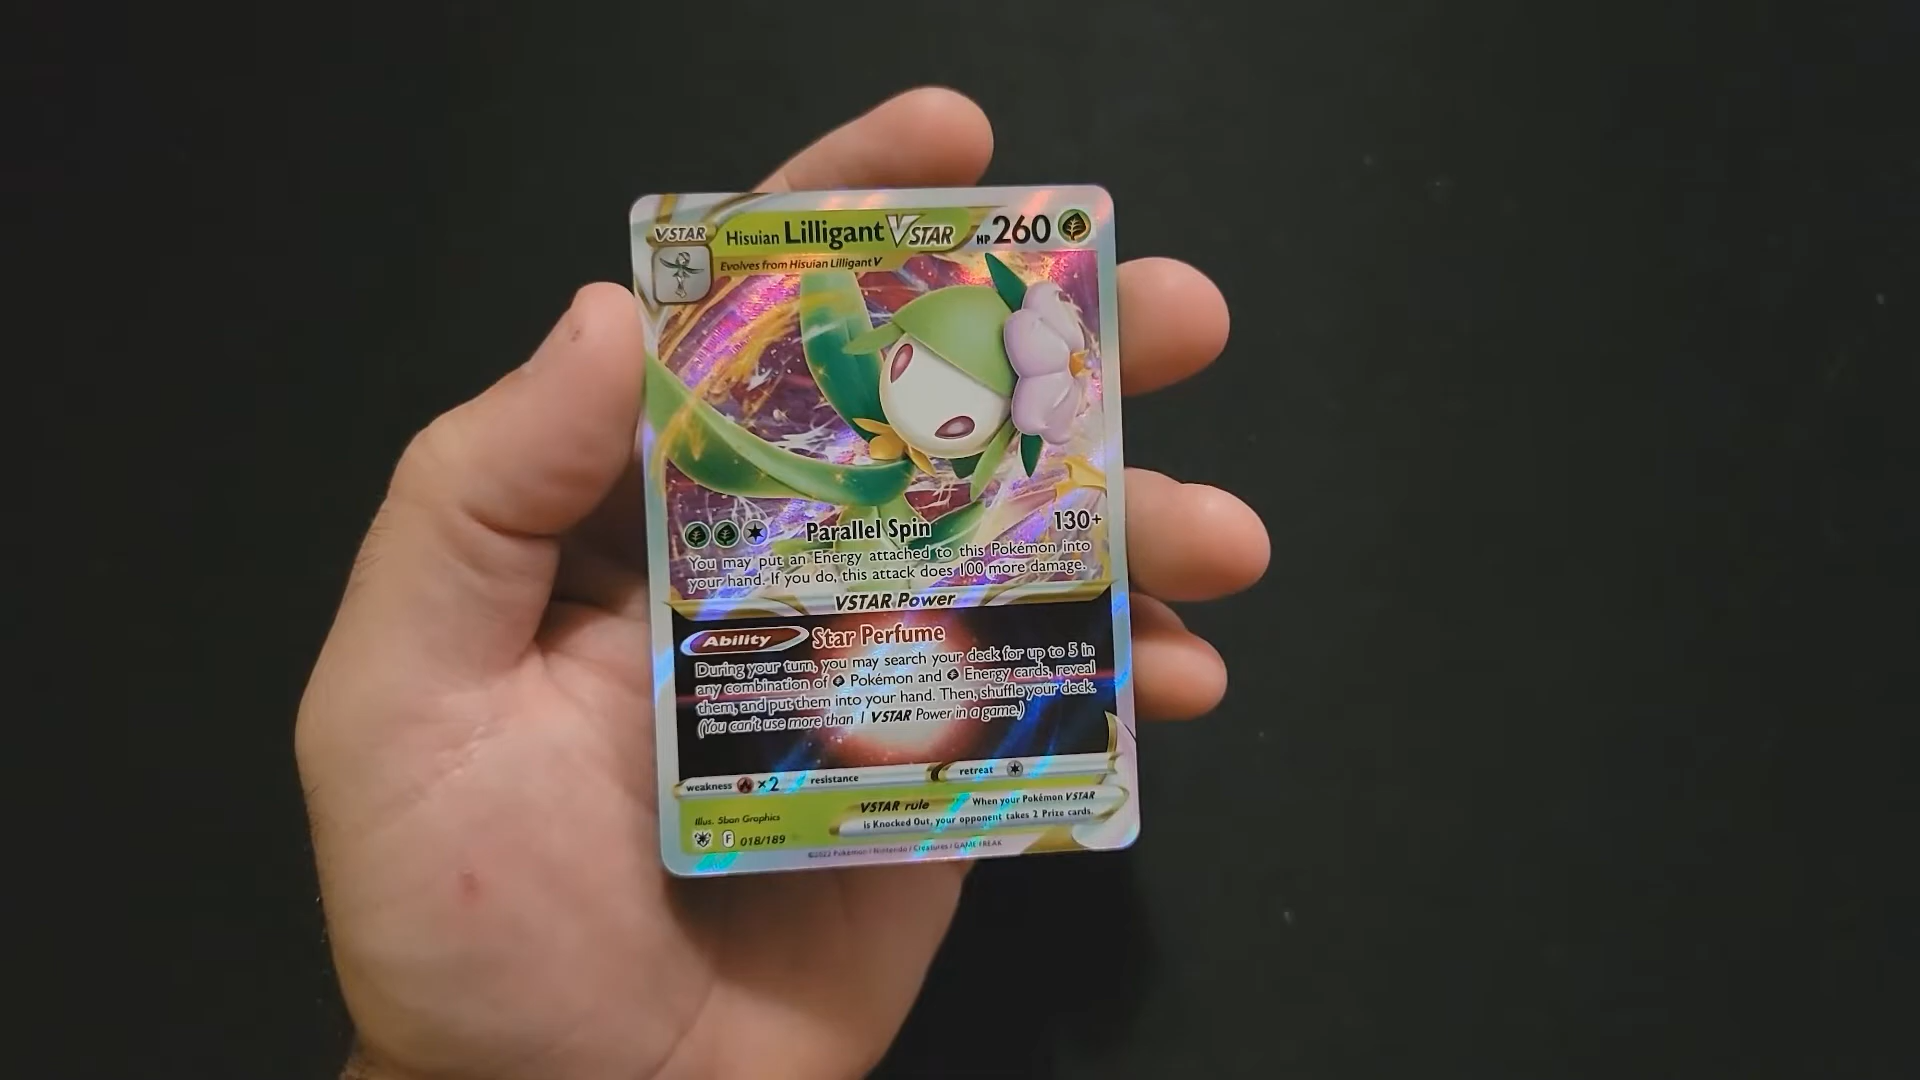 VSTAR Hisuian Lilligant VSTAR HP 260
Evolves from Hisuian Lilligant V
Parallel Spin 130+
You may put an Energy attached to this Pokémon into
your hand. If you do, this attack does 100 more damage.
VSTAR Power
Ability Star Perfume
During your turn, you may search your deck for up to 5 in
any combination of Pokémon and Energy cards, reveal
them, and put them into your hand. Then, shuffle your deck.
(You can't use more than 1 VSTAR Power in a game.)
weakness ×2 resistance retreat
VSTAR rule When your Pokémon VSTAR
is Knocked Out, your opponent takes 2 Prize cards.
Illus. 5ban Graphics
F 018/189
©2022 Pokémon / Nintendo / Creatures / GAME FREAK